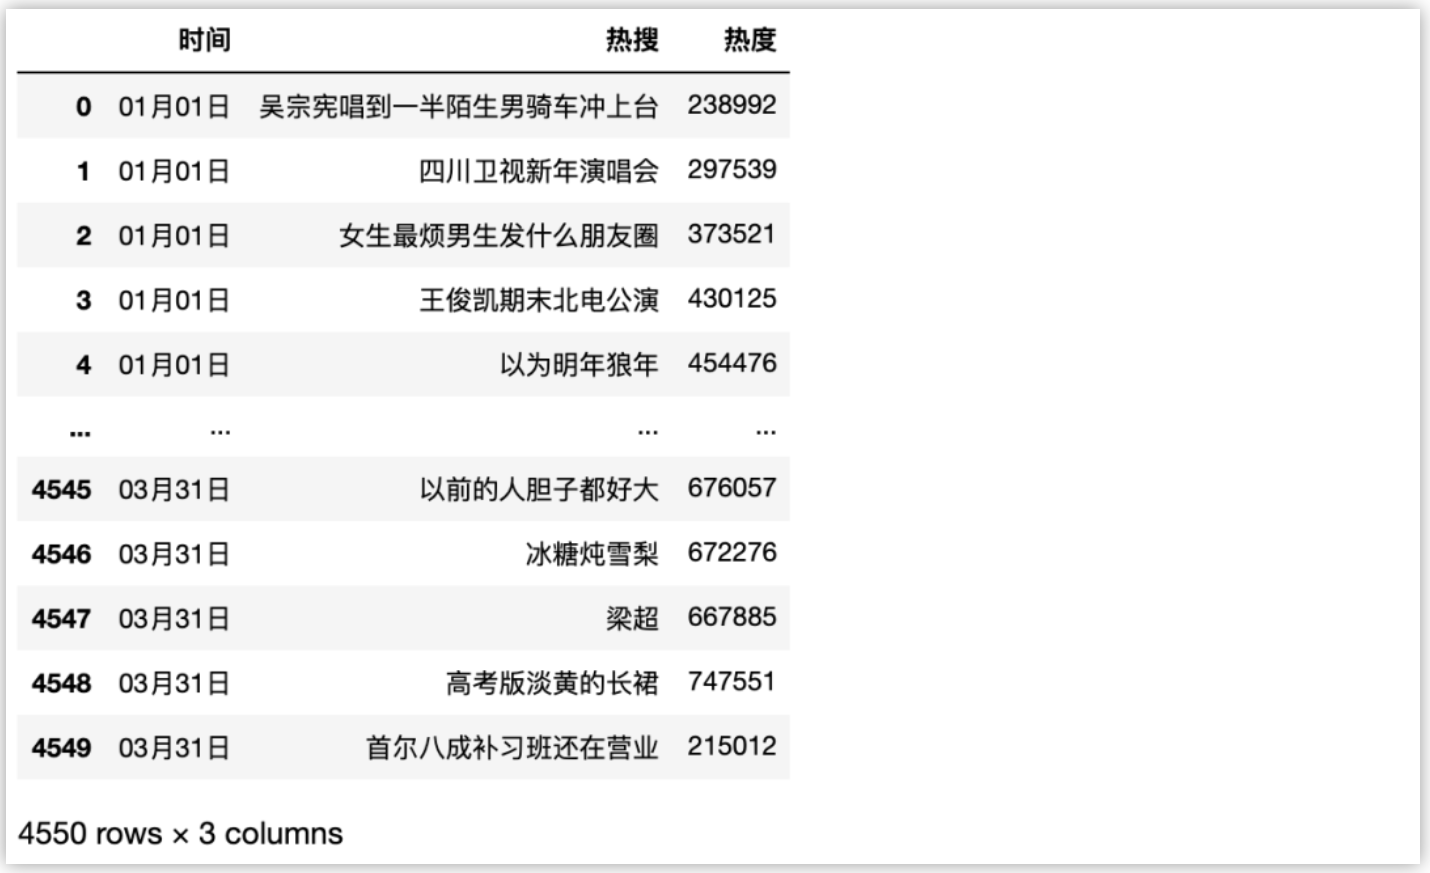 时间 热搜 热度
0 01月01日 吴宗宪唱到一半陌生男骑车冲上台 238992
1 01月01日 四川卫视新年演唱会 297539
2 01月01日 女生最烦男生发什么朋友圈 373521
3 01月01日 王俊凯期末北电公演 430125
4 01月01日 以为明年狼年 454476
... ... ... ...
4545 03月31日 以前的人胆子都好大 676057
4546 03月31日 冰糖炖雪梨 672276
4547 03月31日 梁超 667885
4548 03月31日 高考版淡黄的长裙 747551
4549 03月31日 首尔八成补习班还在营业 215012
4550 rows × 3 columns